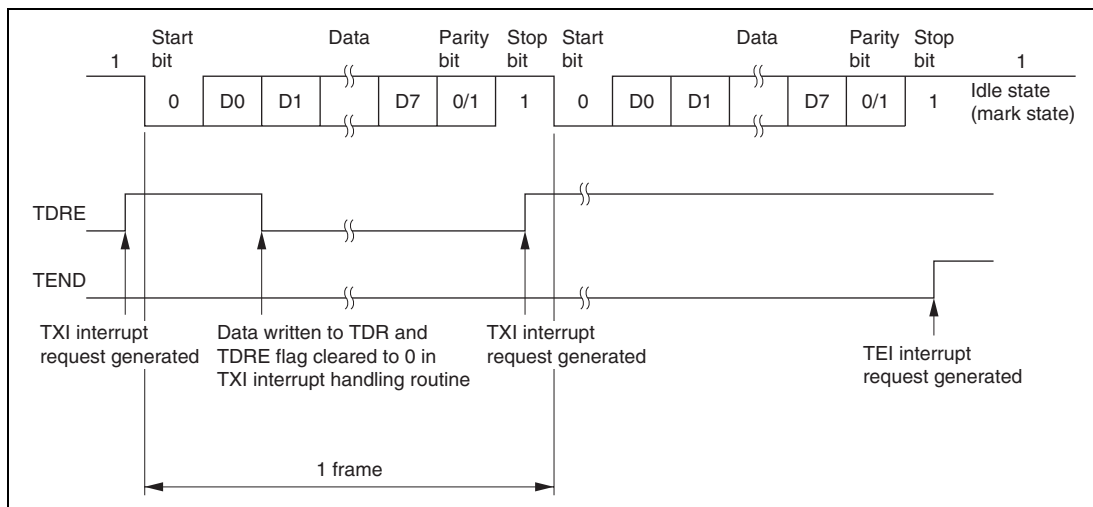 Start Data Parity Stop Start Data Parity Stop
1 bit bit bit bit bit bit 1
0 D0 D1 D7 0/1 1 0 D0 D1 D7 0/1 1 Idle state
(mark state)
TDRE
TEND
TXI interrupt
request generated
Data written to TDR and
TDRE flag cleared to 0 in
TXI interrupt handling routine
TXI interrupt
request generated
TEI interrupt
request generated
1 frame